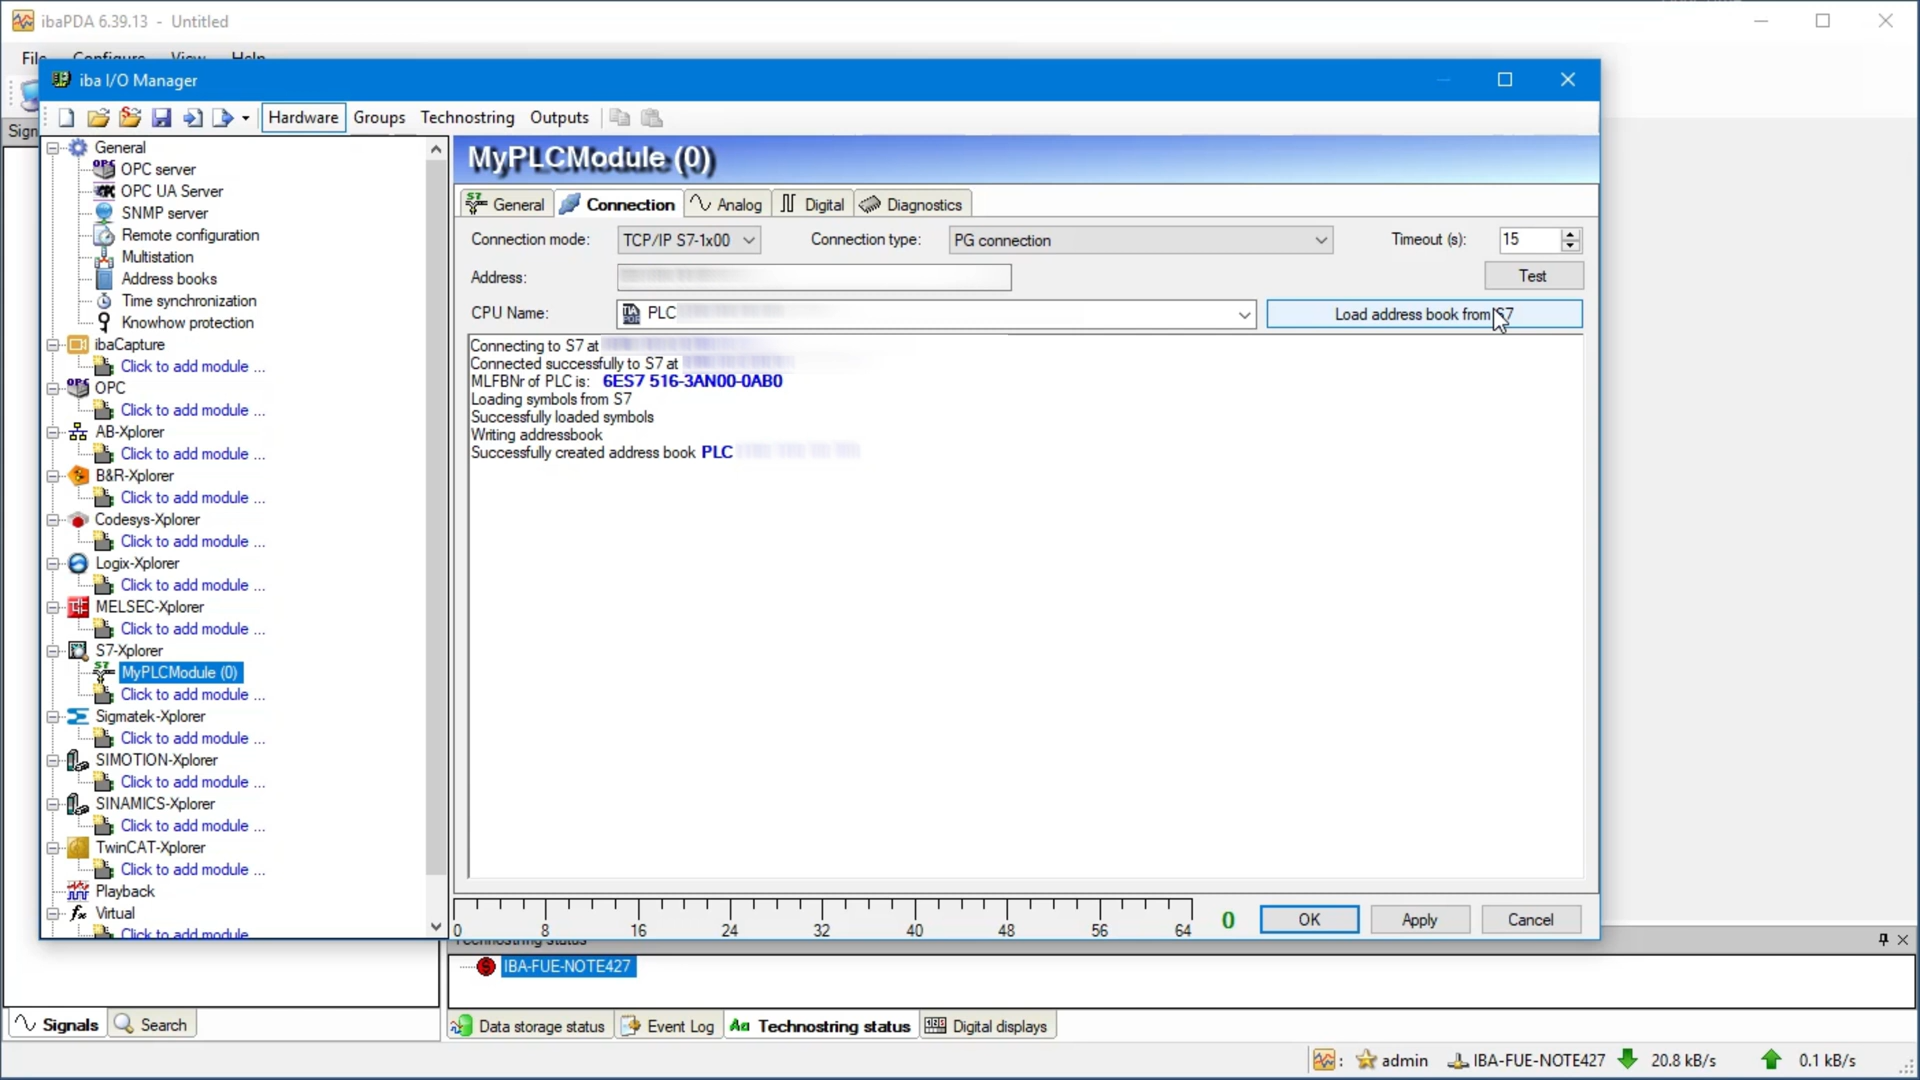 ibaPDA 6.39.13 - Untitled
File Configure View Help
iba I/O Manager
Hardware Groups Technostring Outputs
General
OPC server
OPC UA Server
SNMP server
Remote configuration
Multistation
Address books
Time synchronization
Knowhow protection
ibaCapture
Click to add module ...
OPC
Click to add module ...
AB-Xplorer
Click to add module ...
B&R-Xplorer
Click to add module ...
Codesys-Xplorer
Click to add module ...
Logix-Xplorer
Click to add module ...
MELSEC-Xplorer
Click to add module ...
S7-Xplorer
MyPLCModule (0)
Click to add module ...
Sigmatek-Xplorer
Click to add module ...
SIMOTION-Xplorer
Click to add module ...
SINAMICS-Xplorer
Click to add module ...
TwinCAT-Xplorer
Click to add module ...
Playback
Virtual
Click to add module
MyPLCModule (0)
General Connection Analog Digital Diagnostics
Connection mode: TCP/IP S7-1x00 Connection type: PG connection Timeout (s): 15
Address: Test
CPU Name: PLC Load address book from S7
Connecting to S7 at
Connected successfully to S7 at
MLFBNr of PLC is: 6ES7 516-3AN00-0AB0
Loading symbols from S7
Successfully loaded symbols
Writing addressbook
Successfully created address book PLC
0 8 16 24 32 40 48 56 64 0 OK Apply Cancel
Technostring status
IBA-FUE-NOTE427
Signals Search
Data storage status Event Log Technostring status Digital displays
: admin IBA-FUE-NOTE427 20.8 kB/s 0.1 kB/s